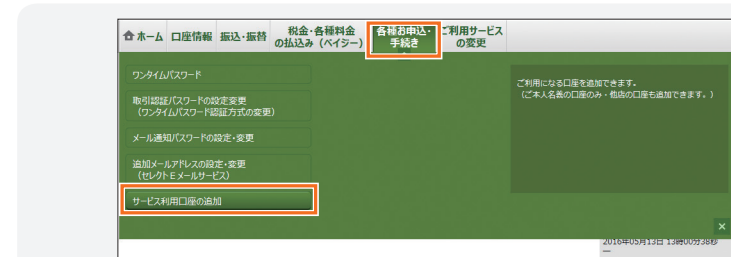 ホーム 口座情報 振込・振替 税金・各種料金 各種お申込・ ご利用サービス
の払込み（ペイジー） 手続き の変更
ワンタイムパスワード
ご利用になる口座を追加できます。
（ご本人名義の口座のみ・他店の口座も追加できます。）
取引認証パスワードの設定変更
（ワンタイムパスワード認証方式の変更）
メール通知パスワードの設定・変更
追加メールアドレスの設定・変更
（セレクトEメールサービス）
サービス利用口座の追加
×
2016年05月13日 13時00分38秒